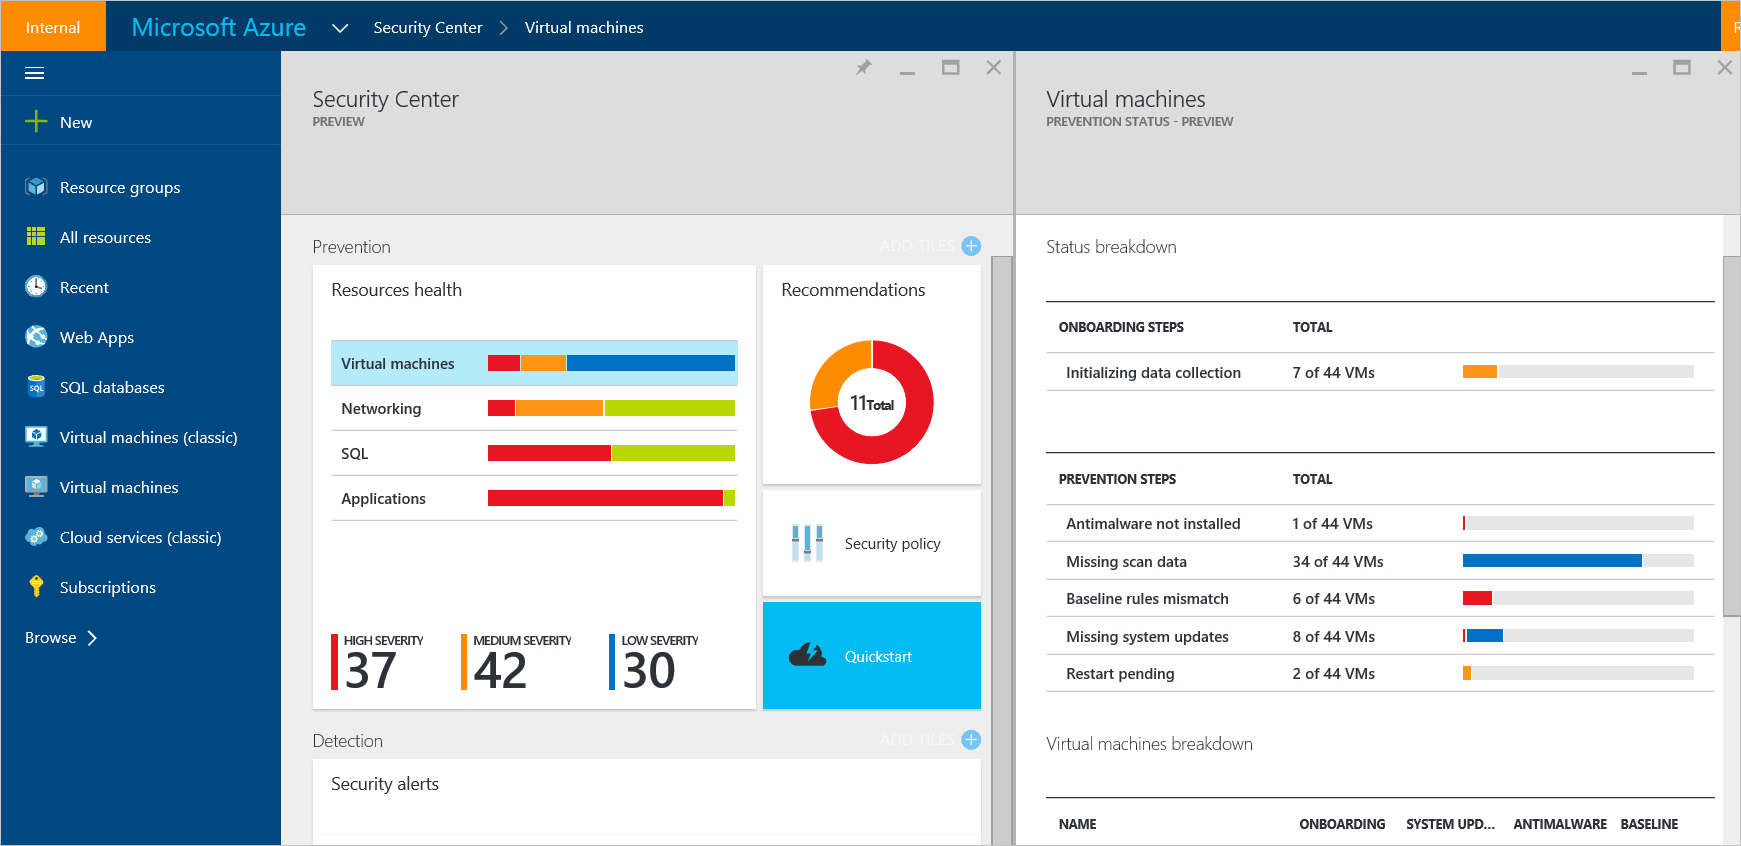 Internal
Microsoft Azure
Security Center
Virtual machines
R
New
Resource groups
All resources
Recent
Web Apps
SQL
SQL databases
Virtual machines (classic)
Virtual machines
Cloud services (classic)
Subscriptions
Browse
Security Center
PREVIEW
Prevention
ADD TILES
Resources health
Virtual machines
Networking
SQL
Applications
HIGH SEVERITY
37
MEDIUM SEVERITY
42
LOW SEVERITY
30
Recommendations
11 Total
Security policy
Quickstart
Detection
ADD TILES
Security alerts
Virtual machines
PREVENTION STATUS - PREVIEW
Status breakdown
ONBOARDING STEPS TOTAL
Initializing data collection 7 of 44 VMs
PREVENTION STEPS TOTAL
Antimalware not installed 1 of 44 VMs
Missing scan data 34 of 44 VMs
Baseline rules mismatch 6 of 44 VMs
Missing system updates 8 of 44 VMs
Restart pending 2 of 44 VMs
Virtual machines breakdown
NAME ONBOARDING SYSTEM UPD... ANTIMALWARE BASELINE